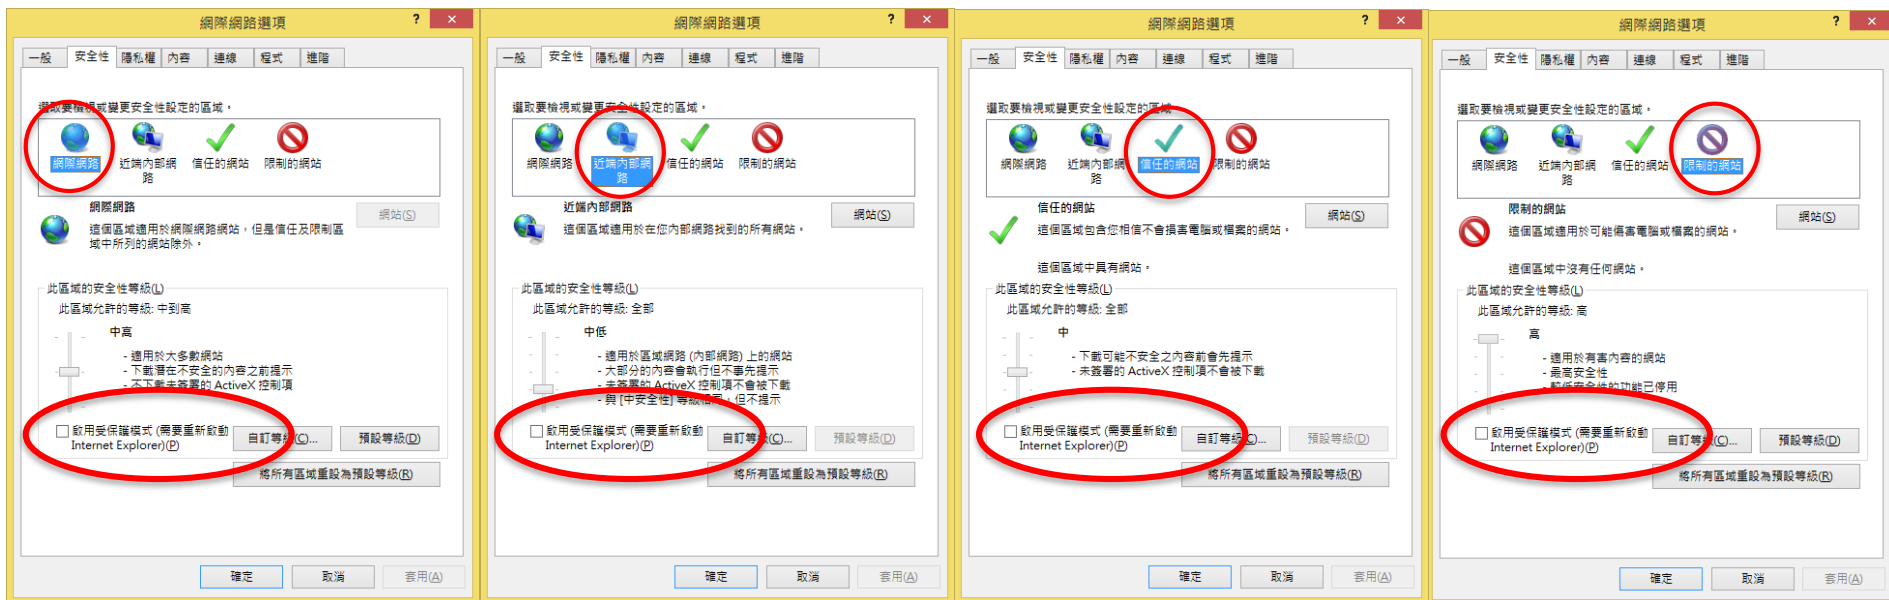 網際網路選項
? ×
一般 安全性 隱私權 內容 連線 程式 進階
選取要檢視或變更安全性設定的區域。
網際網路 近端內部網路 信任的網站 限制的網站
網際網路
網站(S)
這個區域適用於網際網路網站，但是信任及限制區
域中所列的網站除外。
此區域的安全性等級(L)
此區域允許的等級: 中到高
中高
- 適用於大多數網站
- 下載潛在不安全的內容之前提示
- 不下載未簽署的 ActiveX 控制項
啟用受保護模式 (需要重新啟動
Internet Explorer)(P)
自訂等級(C)... 預設等級(D)
將所有區域重設為預設等級(R)
確定 取消 套用(A)
網際網路選項
? ×
一般 安全性 隱私權 內容 連線 程式 進階
選取要檢視或變更安全性設定的區域。
網際網路 近端內部網路 信任的網站 限制的網站
近端內部網路
網站(S)
這個區域適用於在您內部網路找到的所有網站。
此區域的安全性等級(L)
此區域允許的等級: 全部
中低
- 適用於區域網路 (內部網路) 上的網站
- 大部分的內容會執行但不事先提示
- 未簽署的 ActiveX 控制項不會被下載
- 與 [中安全性] 等級相同，但不提示
啟用受保護模式 (需要重新啟動
Internet Explorer)(P)
自訂等級(C)... 預設等級(D)
將所有區域重設為預設等級(R)
確定 取消 套用(A)
網際網路選項
? ×
一般 安全性 隱私權 內容 連線 程式 進階
選取要檢視或變更安全性設定的區域。
網際網路 近端內部網路 信任的網站 限制的網站
信任的網站
網站(S)
這個區域包含您相信不會損害電腦或檔案的網站。
這個區域中具有網站。
此區域的安全性等級(L)
此區域允許的等級: 全部
中
- 下載可能不安全之內容前會先提示
- 未簽署的 ActiveX 控制項不會被下載
啟用受保護模式 (需要重新啟動
Internet Explorer)(P)
自訂等級(C)... 預設等級(D)
將所有區域重設為預設等級(R)
確定 取消 套用(A)
網際網路選項
? ×
一般 安全性 隱私權 內容 連線 程式 進階
選取要檢視或變更安全性設定的區域。
網際網路 近端內部網路 信任的網站 限制的網站
限制的網站
網站(S)
這個區域適用於可能傷害電腦或檔案的網站。
這個區域中沒有任何網站。
此區域的安全性等級(L)
此區域允許的等級: 高
高
- 適用於有害內容的網站
- 最高安全性
- 較低安全性的功能已停用
啟用受保護模式 (需要重新啟動
Internet Explorer)(P)
自訂等級(C)... 預設等級(D)
將所有區域重設為預設等級(R)
確定 取消 套用(A)